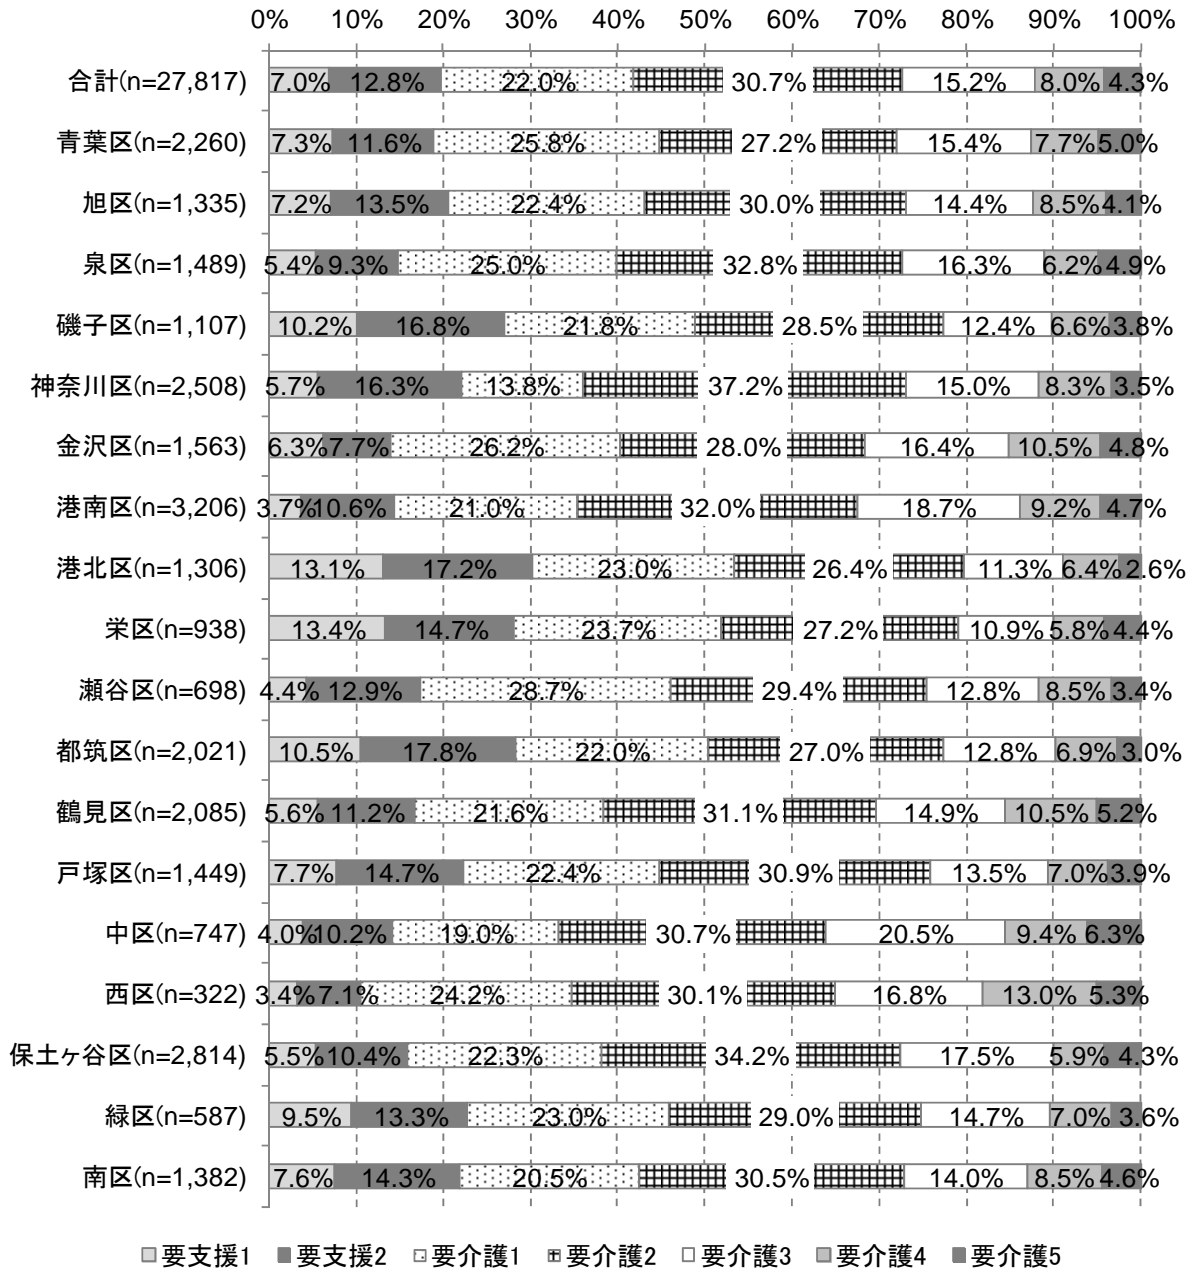 0% 10% 20% 30% 40% 50% 60% 70% 80% 90% 100%
合計(n=27,817) 7.0% 12.8% 22.0% 30.7% 15.2% 8.0% 4.3%
青葉区(n=2,260) 7.3% 11.6% 25.8% 27.2% 15.4% 7.7% 5.0%
旭区(n=1,335) 7.2% 13.5% 22.4% 30.0% 14.4% 8.5% 4.1%
泉区(n=1,489) 5.4% 9.3% 25.0% 32.8% 16.3% 6.2% 4.9%
磯子区(n=1,107) 10.2% 16.8% 21.8% 28.5% 12.4% 6.6% 3.8%
神奈川区(n=2,508) 5.7% 16.3% 13.8% 37.2% 15.0% 8.3% 3.5%
金沢区(n=1,563) 6.3% 7.7% 26.2% 28.0% 16.4% 10.5% 4.8%
港南区(n=3,206) 3.7% 10.6% 21.0% 32.0% 18.7% 9.2% 4.7%
港北区(n=1,306) 13.1% 17.2% 23.0% 26.4% 11.3% 6.4% 2.6%
栄区(n=938) 13.4% 14.7% 23.7% 27.2% 10.9% 5.8% 4.4%
瀬谷区(n=698) 4.4% 12.9% 28.7% 29.4% 12.8% 8.5% 3.4%
都筑区(n=2,021) 10.5% 17.8% 22.0% 27.0% 12.8% 6.9% 3.0%
鶴見区(n=2,085) 5.6% 11.2% 21.6% 31.1% 14.9% 10.5% 5.2%
戸塚区(n=1,449) 7.7% 14.7% 22.4% 30.9% 13.5% 7.0% 3.9%
中区(n=747) 4.0% 10.2% 19.0% 30.7% 20.5% 9.4% 6.3%
西区(n=322) 3.4% 7.1% 24.2% 30.1% 16.8% 13.0% 5.3%
保土ヶ谷区(n=2,814) 5.5% 10.4% 22.3% 34.2% 17.5% 5.9% 4.3%
緑区(n=587) 9.5% 13.3% 23.0% 29.0% 14.7% 7.0% 3.6%
南区(n=1,382) 7.6% 14.3% 20.5% 30.5% 14.0% 8.5% 4.6%
要支援1 要支援2 要介護1 要介護2 要介護3 要介護4 要介護5